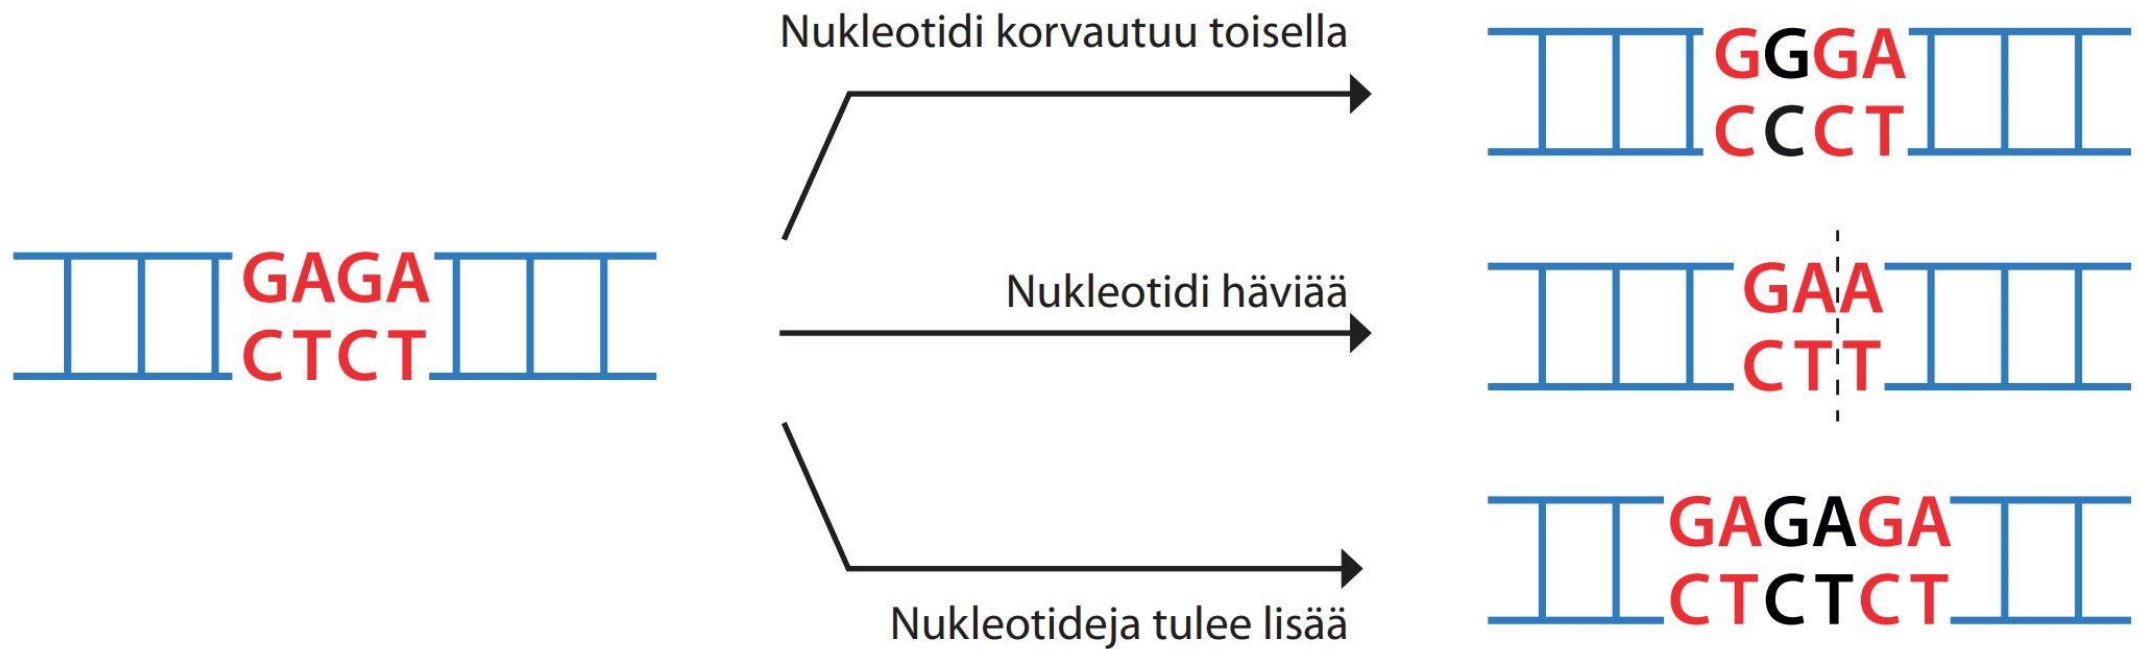 GAGA
CTCT
Nukleotidi korvautuu toisella
GGGA
CCCT
Nukleotidi häviää
GAA
CTT
Nukleotideja tulee lisää
GAGAGA
CTCTCT